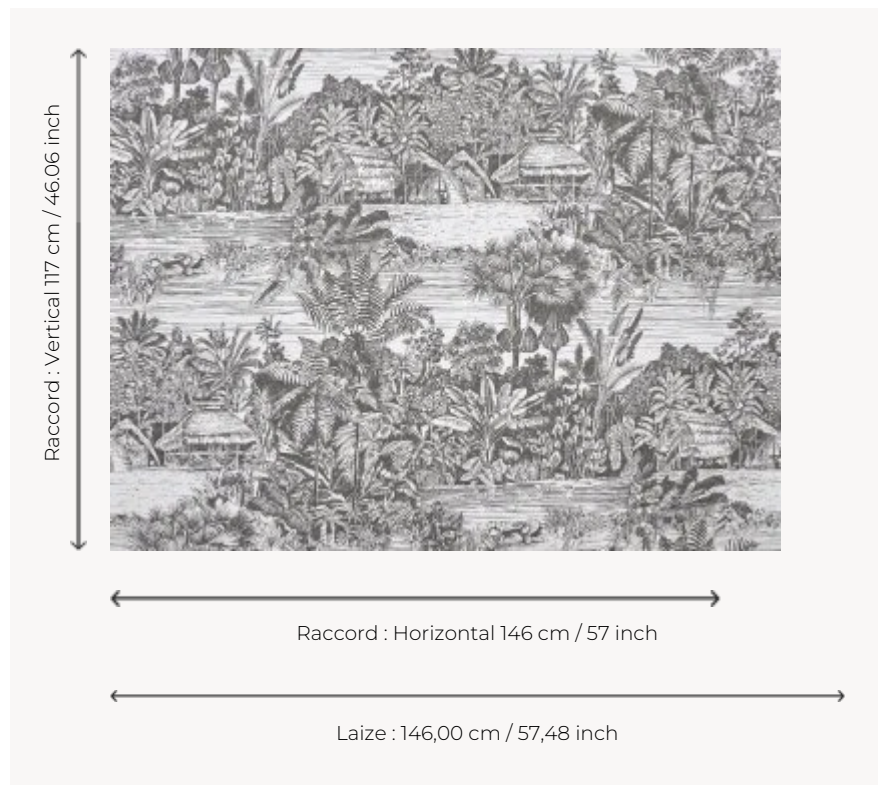 Raccord : Vertical 117 cm / 46.06 inch
Raccord : Horizontal 146 cm / 57 inch
Laize : 146,00 cm / 57,48 inch